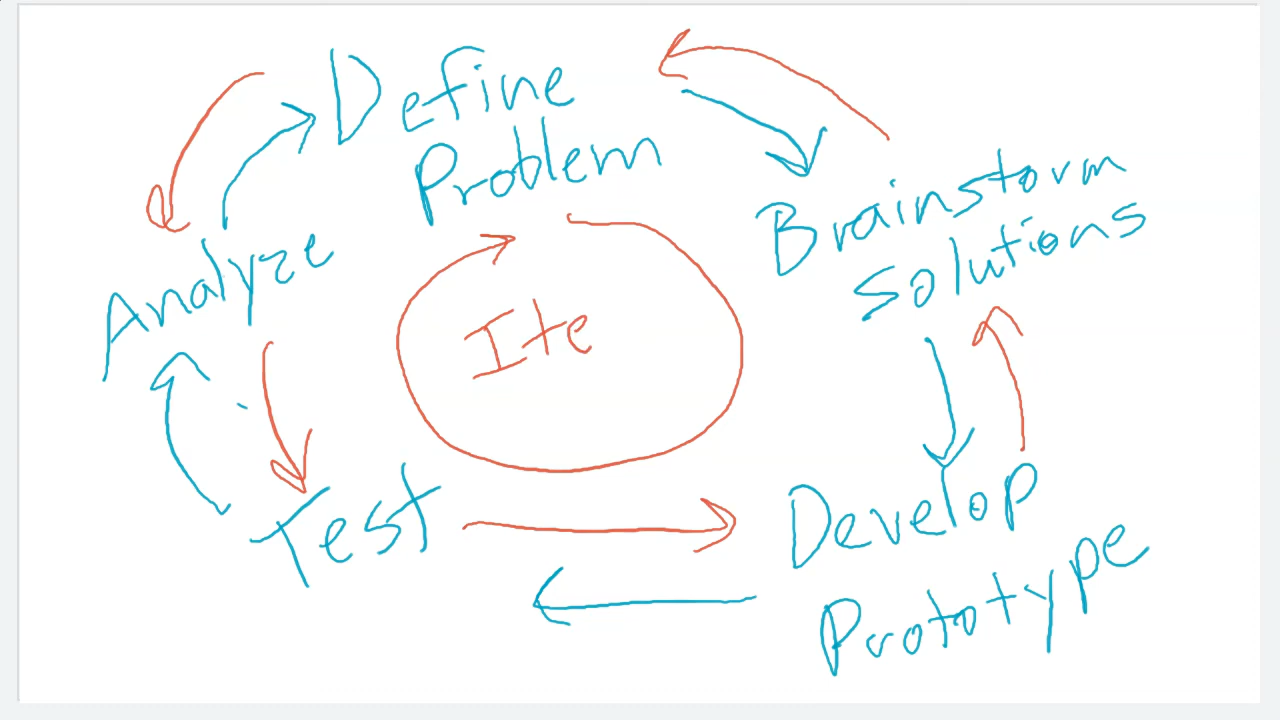 Define
Problem
Brainstorm
solutions
Analyze
Ite
Test
Develop
Prototype